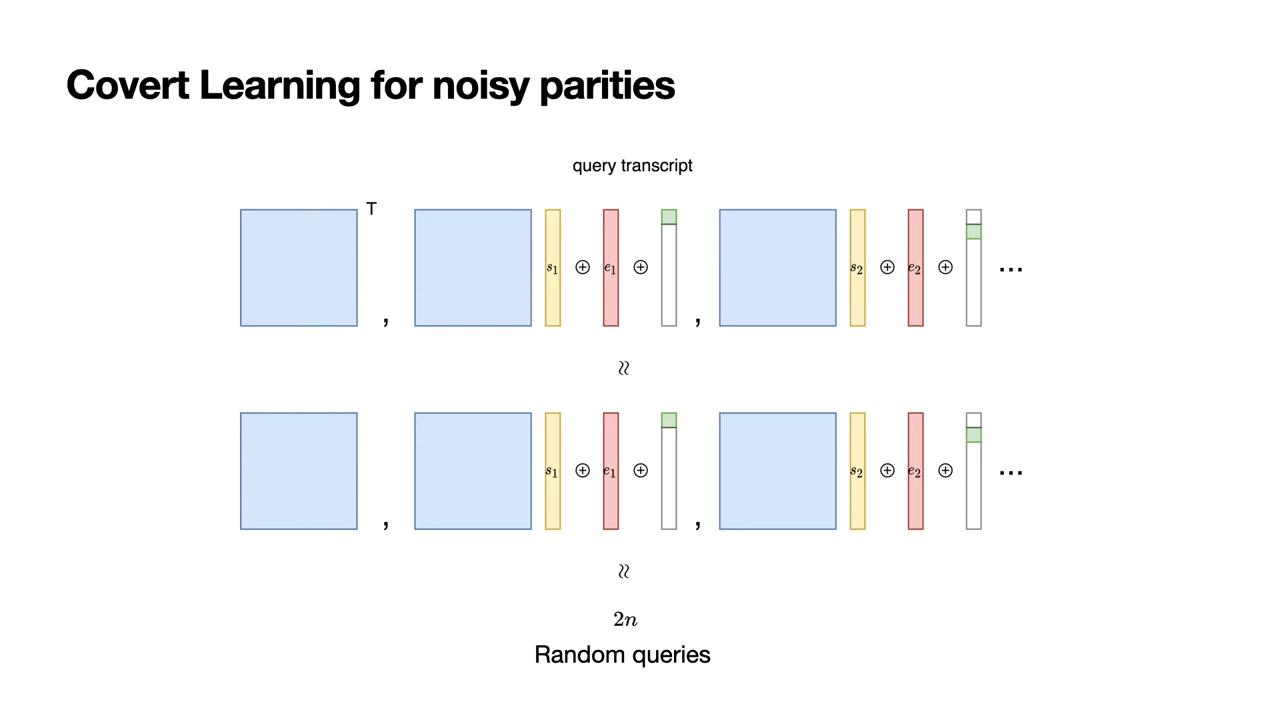 Covert Learning for noisy parities
query transcript
T
, s₁ ⊕ e₁ ⊕ , s₂ ⊕ e₂ ⊕ ...
≈
, s₁ ⊕ e₁ ⊕ , s₂ ⊕ e₂ ⊕ ...
≈
2n
Random queries